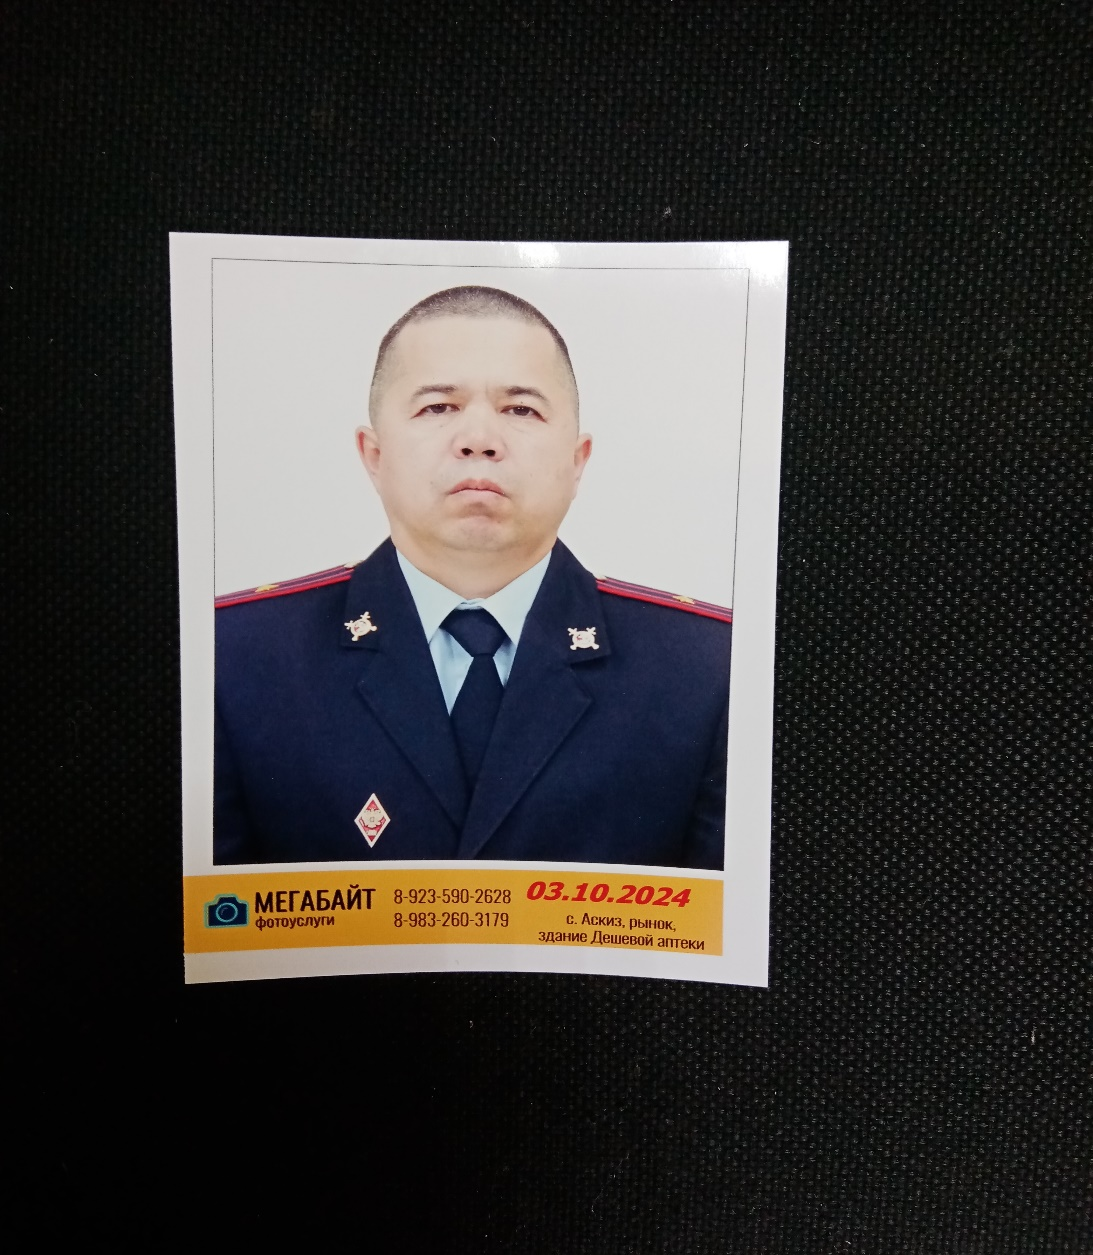 МЕГАБАЙТ
фотоуслуги
8-923-590-2628
8-983-260-3179
03.10.2024
с. Аскиз, рынок,
здание Дешевой аптеки